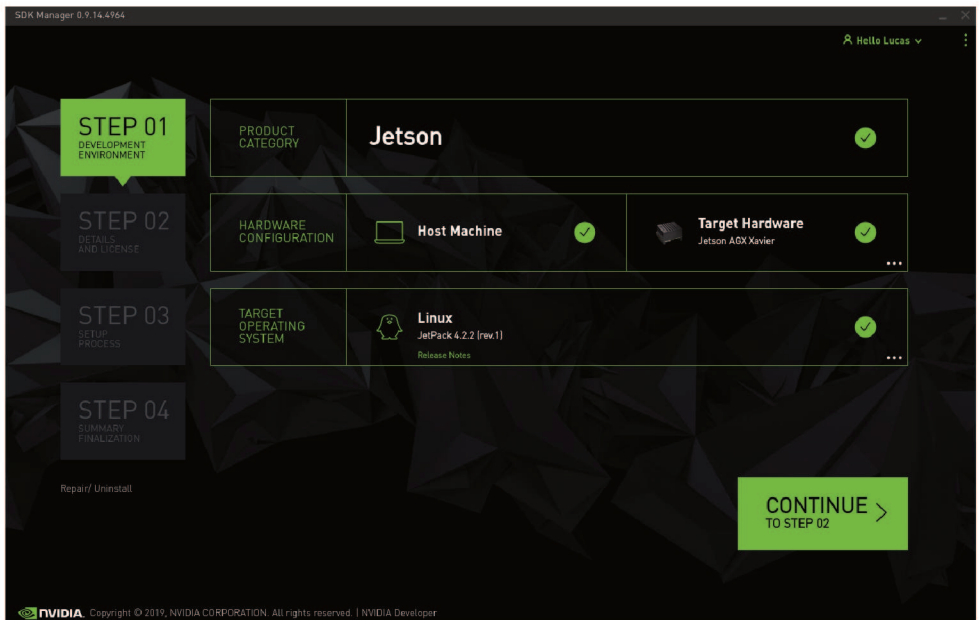 SDK Manager 0.9.14.4964
Hello Lucas
STEP 01
DEVELOPMENT
ENVIRONMENT
PRODUCT
CATEGORY
Jetson
STEP 02
DETAILS
AND LICENSE
HARDWARE
CONFIGURATION
Host Machine
Target Hardware
Jetson AGX Xavier
STEP 03
SETUP
PROCESS
TARGET
OPERATING
SYSTEM
Linux
JetPack 4.2.2 (rev.1)
Release Notes
STEP 04
SUMMARY
FINALIZATION
Repair/ Uninstall
CONTINUE
TO STEP 02
NVIDIA. Copyright © 2019, NVIDIA CORPORATION. All rights reserved. | NVIDIA Developer